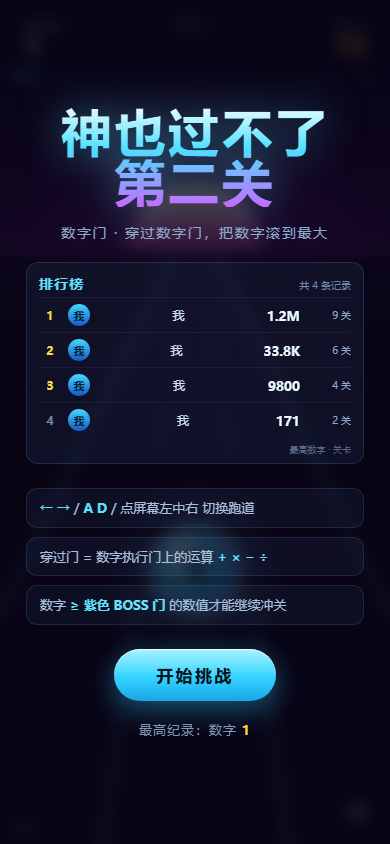 神也过不了
第二关
数字门 · 穿过数字门，把数字滚到最大
排行榜 共 4 条记录
1 我 我 1.2M 9 关
2 我 我 33.8K 6 关
3 我 我 9800 4 关
4 我 我 171 2 关
最高数字 · 关卡
← → / A D / 点屏幕左中右 切换跑道
穿过门 = 数字执行门上的运算 + × − ÷
数字 ≥ 紫色 BOSS 门 的数值才能继续冲关
开始挑战
最高纪录：数字 1